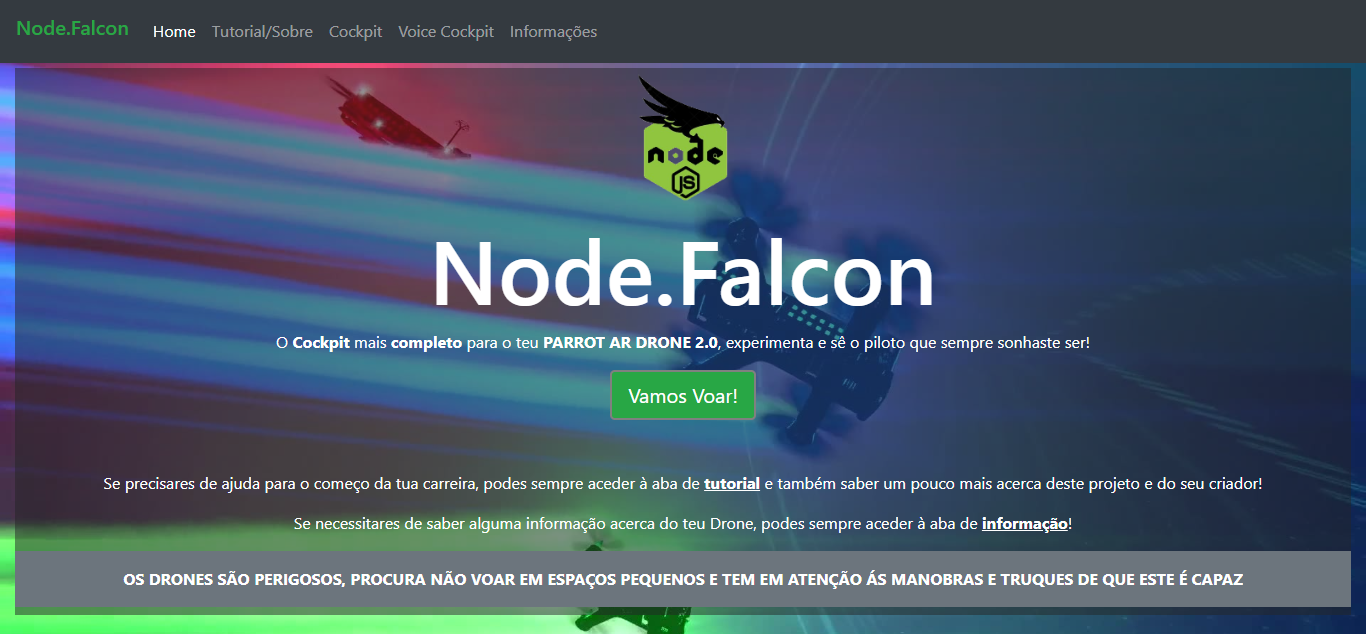 Node.Falcon Home Tutorial/Sobre Cockpit Voice Cockpit Informações
node
JS
Node.Falcon
O Cockpit mais completo para o teu PARROT AR DRONE 2.0, experimenta e sê o piloto que sempre sonhaste ser!
Vamos Voar!
Se precisares de ajuda para o começo da tua carreira, podes sempre aceder à aba de tutorial e também saber um pouco mais acerca deste projeto e do seu criador!
Se necessitares de saber alguma informação acerca do teu Drone, podes sempre aceder à aba de informação!
OS DRONES SÃO PERIGOSOS, PROCURA NÃO VOAR EM ESPAÇOS PEQUENOS E TEM EM ATENÇÃO ÁS MANOBRAS E TRUQUES DE QUE ESTE É CAPAZ